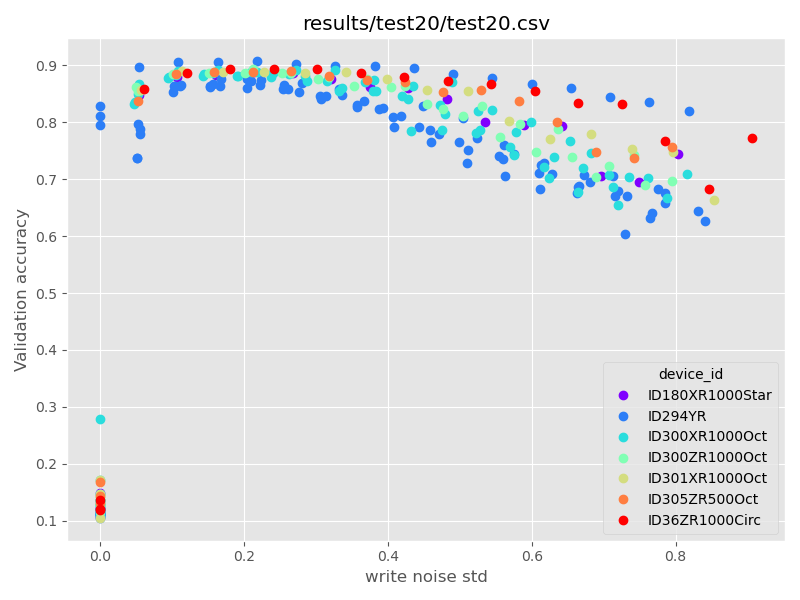 results/test20/test20.csv
Validation accuracy
0.9
0.8
0.7
0.6
0.5
0.4
0.3
0.2
0.1
device_id
ID180XR1000Star
ID294YR
ID300XR1000Oct
ID300ZR1000Oct
ID301XR1000Oct
ID305ZR500Oct
ID36ZR1000Circ
0.0
0.2
0.4
0.6
0.8
write noise std